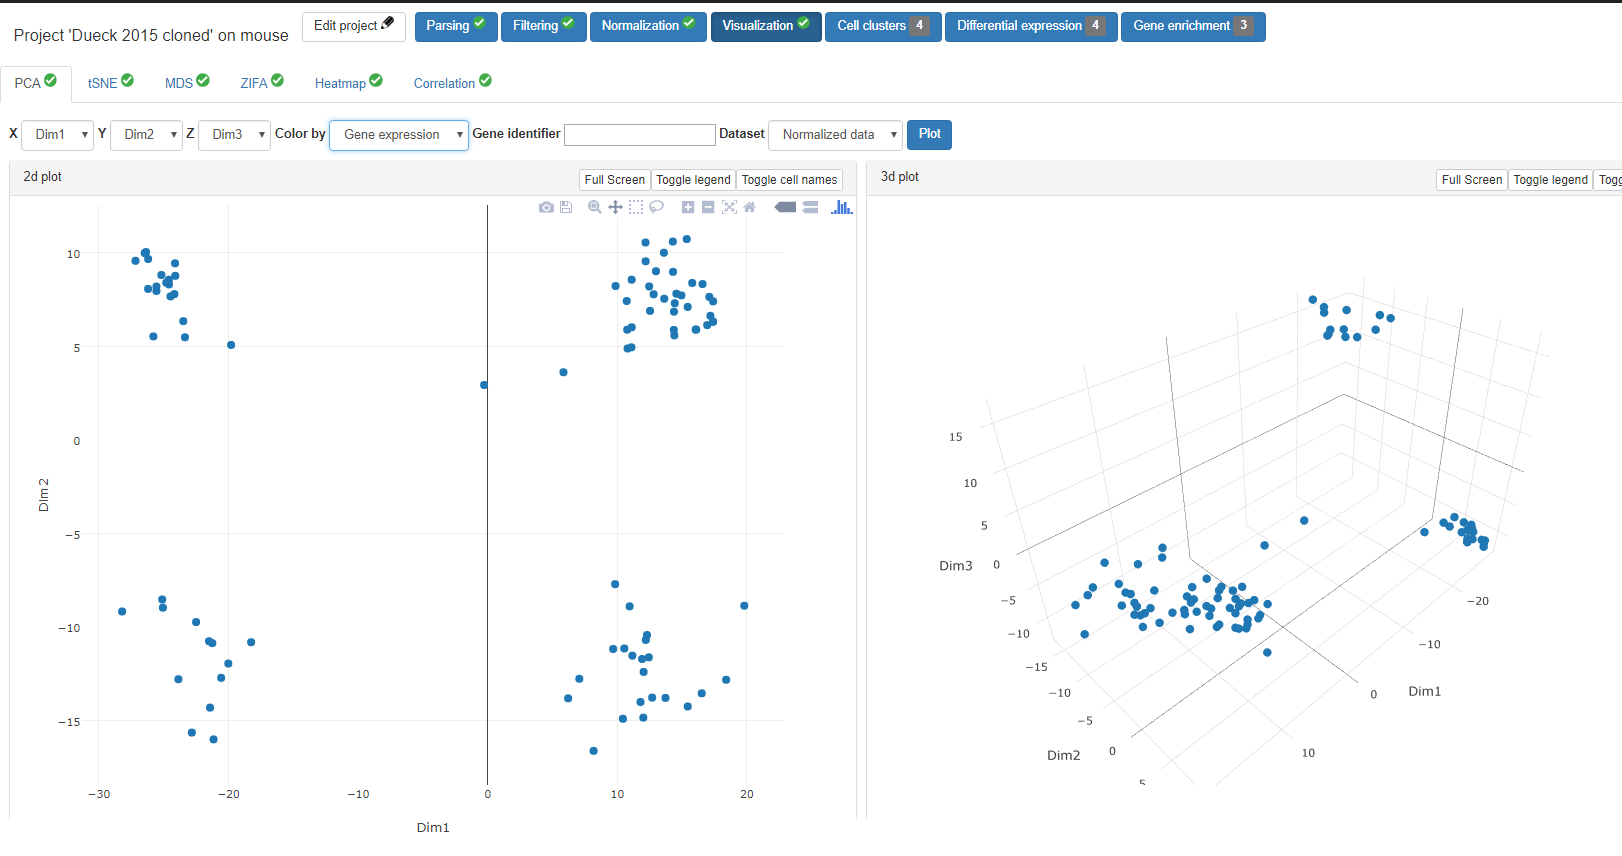 Project 'Dueck 2015 cloned' on mouse Edit project Parsing Filtering Normalization Visualization Cell clusters 4 Differential expression 4 Gene enrichment 3
PCA tSNE MDS ZIFA Heatmap Correlation
X Dim1 Y Dim2 Z Dim3 Color by Gene expression Gene identifier Dataset Normalized data Plot
2d plot Full Screen Toggle legend Toggle cell names
10
5
0
−5
−10
−15
Dim2
−30 −20 −10 0 10 20
Dim1
3d plot Full Screen Toggle legend Togg
15
10
5
Dim3 0
−5
−10
−15
−10
−5
Dim2 0
5
−20
−10
0 Dim1
10